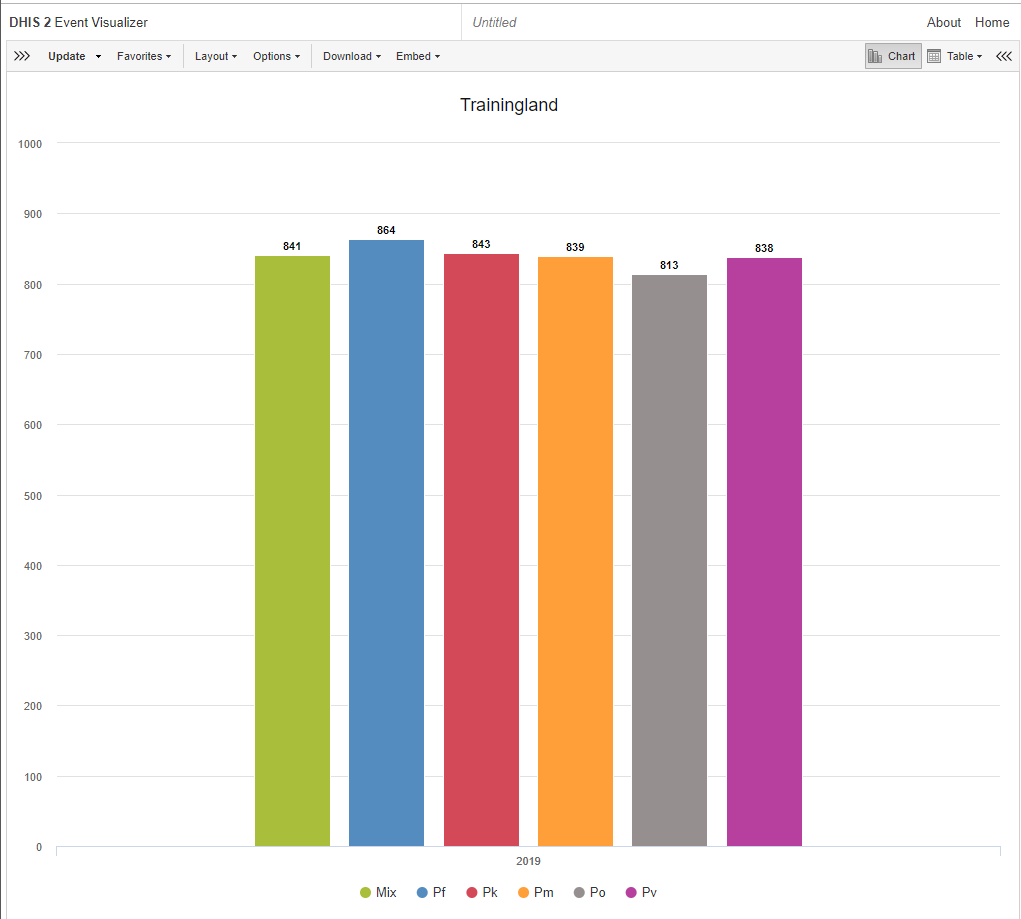 DHIS 2 Event Visualizer Untitled About Home
Update Favorites Layout Options Download Embed Chart Table
Trainingland
1000
900
800
700
600
500
400
300
200
100
0
841 864 843 839 813 838
2019
Mix Pf Pk Pm Po Pv